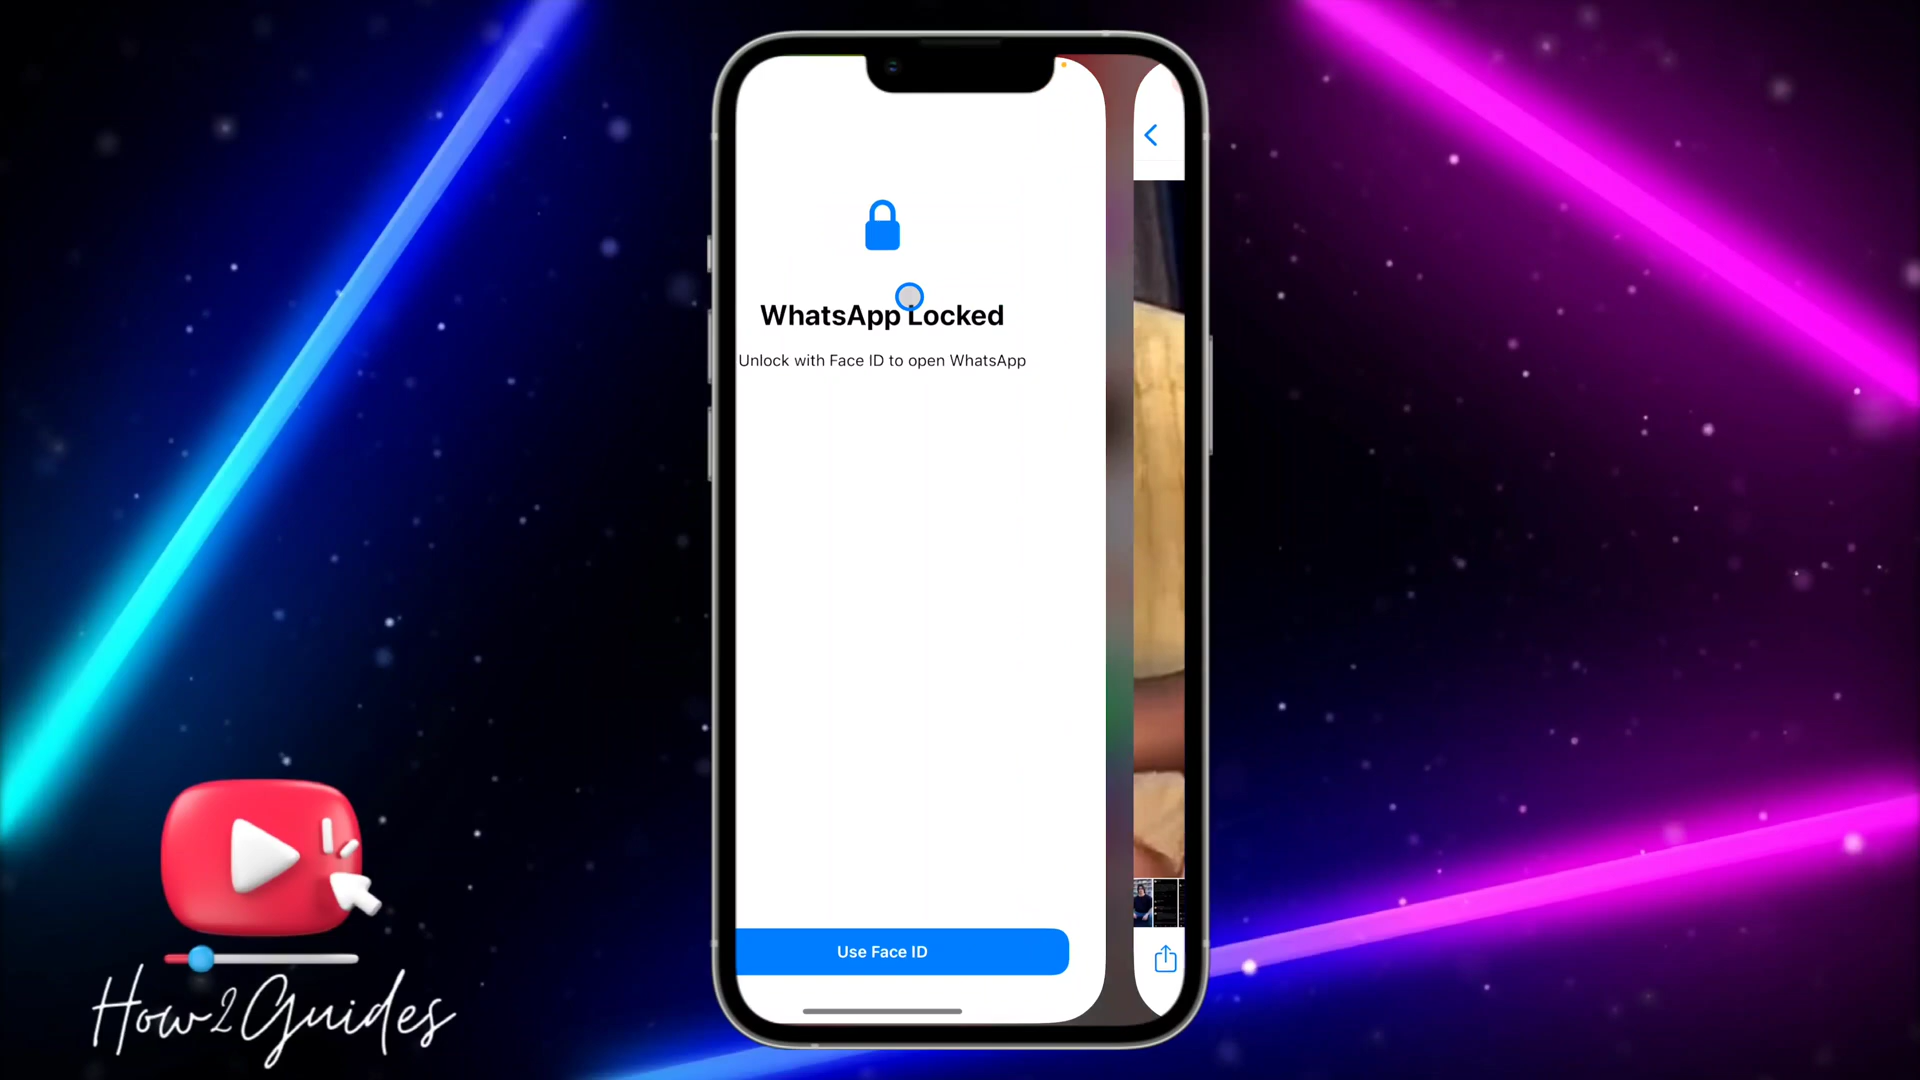 WhatsApp Locked
Unlock with Face ID to open WhatsApp
Use Face ID
How2Guides